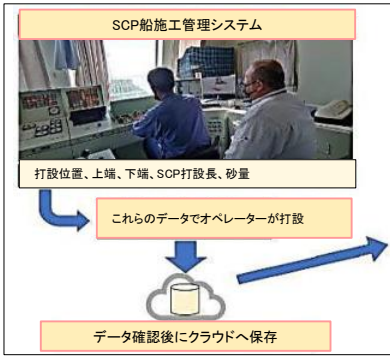 SCP船施工管理システム
打設位置、上端、下端、SCP打設長、砂量
これらのデータでオペレーターが打設
データ確認後にクラウドへ保存